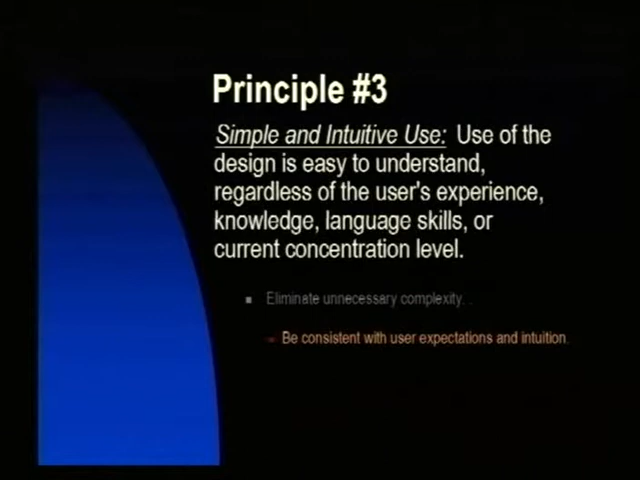 Principle #3
Simple and Intuitive Use: Use of the
design is easy to understand,
regardless of the user's experience,
knowledge, language skills, or
current concentration level.
Eliminate unnecessary complexity. .
Be consistent with user expectations and intuition.